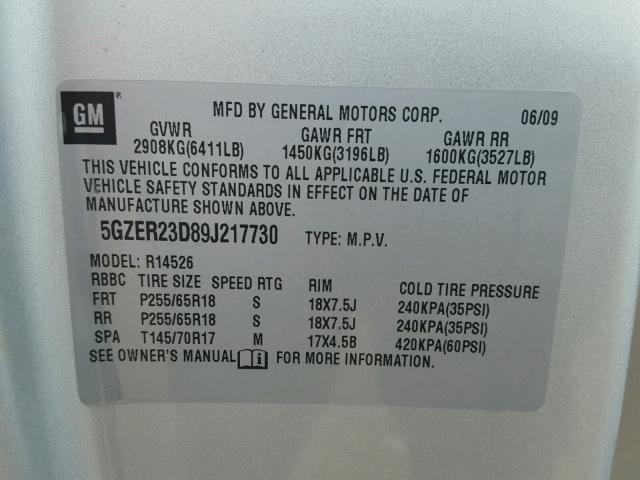 GM ® MFD BY GENERAL MOTORS CORP. 06/09
GVWR GAWR FRT GAWR RR
2908KG(6411LB) 1450KG(3196LB) 1600KG(3527LB)
THIS VEHICLE CONFORMS TO ALL APPLICABLE U.S. FEDERAL MOTOR
VEHICLE SAFETY STANDARDS IN EFFECT ON THE DATE OF
MANUFACTURE SHOWN ABOVE.
5GZER23D89J217730 TYPE: M.P.V.
MODEL: R14526
RBBC TIRE SIZE SPEED RTG RIM COLD TIRE PRESSURE
FRT P255/65R18 S 18X7.5J 240KPA(35PSI)
RR P255/65R18 S 18X7.5J 240KPA(35PSI)
SPA T145/70R17 M 17X4.5B 420KPA(60PSI)
SEE OWNER'S MANUAL i FOR MORE INFORMATION.